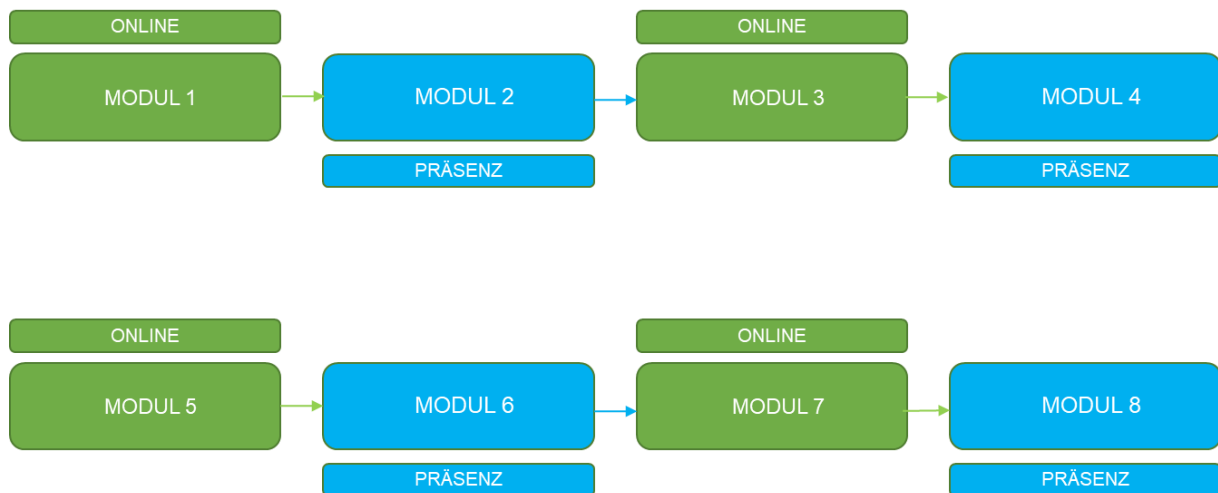 ONLINE
ONLINE
MODUL 1
MODUL 2
MODUL 3
MODUL 4
PRÄSENZ
PRÄSENZ
ONLINE
ONLINE
MODUL 5
MODUL 6
MODUL 7
MODUL 8
PRÄSENZ
PRÄSENZ